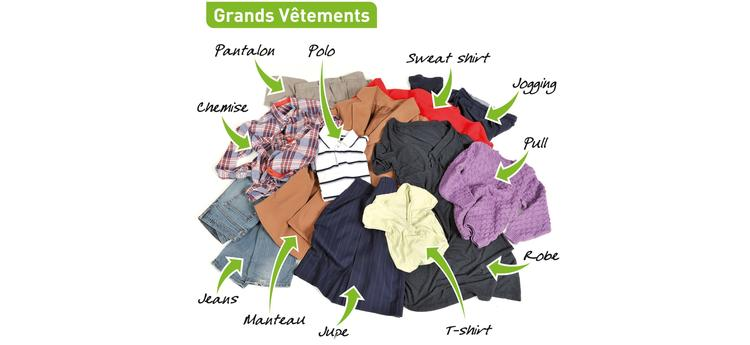 Grands Vêtements
Pantalon
Polo
Sweat shirt
Jogging
Chemise
Pull
Robe
Jeans
Manteau
Jupe
T-shirt